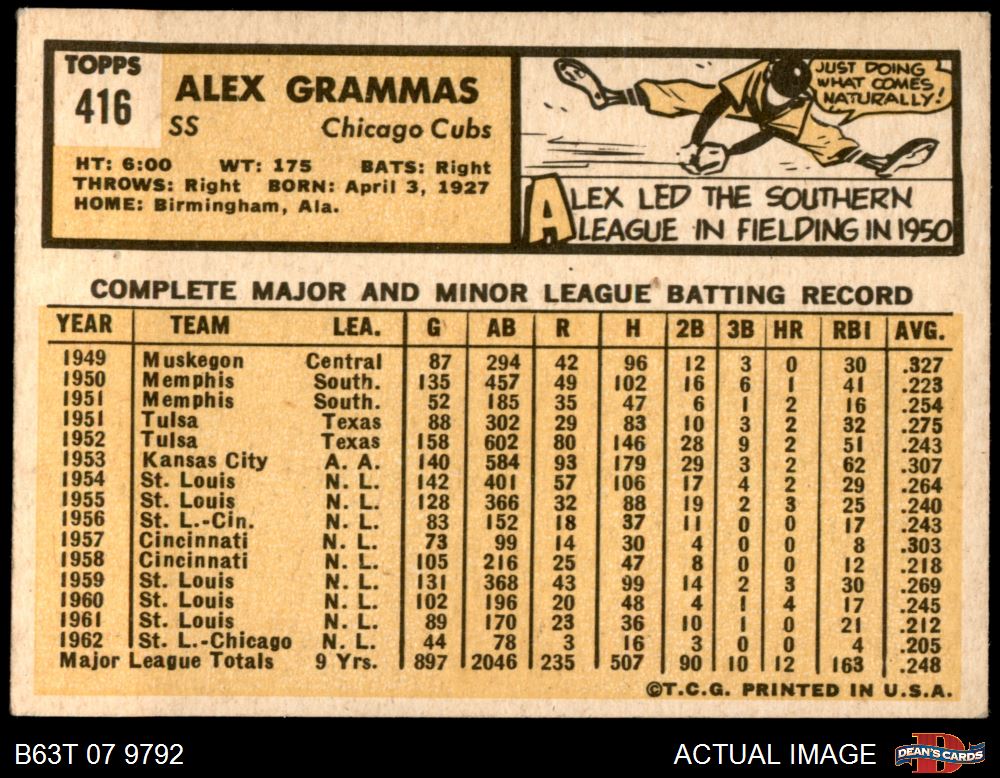 TOPPS
416
ALEX GRAMMAS
SS Chicago Cubs
HT: 6:00 WT: 175 BATS: Right
THROWS: Right BORN: April 3, 1927
HOME: Birmingham, Ala.
JUST DOING
WHAT COMES
NATURALLY!
ALEX LED THE SOUTHERN
LEAGUE IN FIELDING IN 1950
COMPLETE MAJOR AND MINOR LEAGUE BATTING RECORD
YEAR TEAM LEA. G AB R H 2B 3B HR RBI AVG.
1949 Muskegon Central 87 294 42 96 12 3 0 30 .327
1950 Memphis South. 135 457 49 102 16 6 1 41 .223
1951 Memphis South. 52 185 35 47 6 1 2 16 .254
1951 Tulsa Texas 88 302 29 83 10 3 2 32 .275
1952 Tulsa Texas 158 602 80 146 28 9 2 51 .243
1953 Kansas City A. A. 140 584 93 179 29 3 2 62 .307
1954 St. Louis N. L. 142 401 57 106 17 4 2 29 .264
1955 St. Louis N. L. 128 366 32 88 19 2 3 25 .240
1956 St. L.-Cin. N. L. 83 152 18 37 11 0 0 17 .243
1957 Cincinnati N. L. 73 99 14 30 4 0 0 8 .303
1958 Cincinnati N. L. 105 216 25 47 8 0 0 12 .218
1959 St. Louis N. L. 131 368 43 99 14 2 3 30 .269
1960 St. Louis N. L. 102 196 20 48 4 1 4 17 .245
1961 St. Louis N. L. 89 170 23 36 10 1 0 21 .212
1962 St. L.-Chicago N. L. 44 78 3 16 3 0 0 4 .205
Major League Totals 9 Yrs. 897 2046 235 507 90 10 12 163 .248
©T.C.G. PRINTED IN U.S.A.
B63T 07 9792 ACTUAL IMAGE
D
DEAN'S CARDS